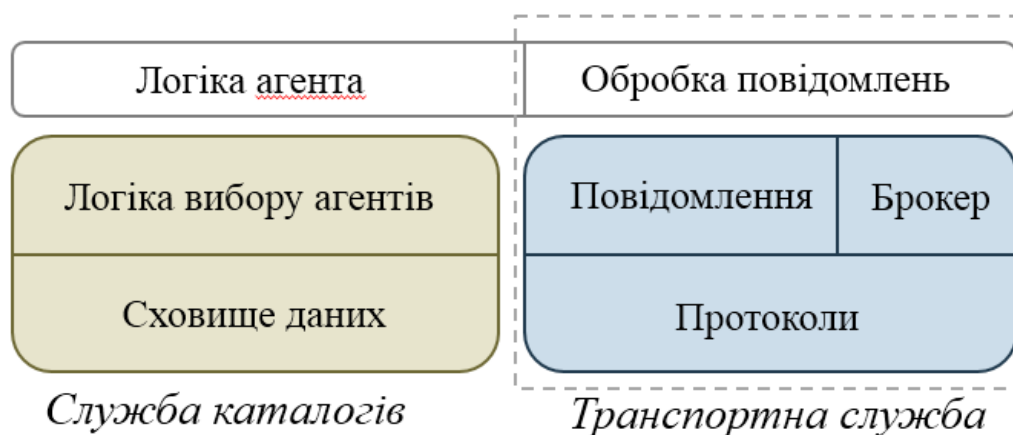 Логіка агента
Обробка повідомлень
Логіка вибору агентів
Повідомлення
Брокер
Сховище даних
Протоколи
Служба каталогів
Транспортна служба